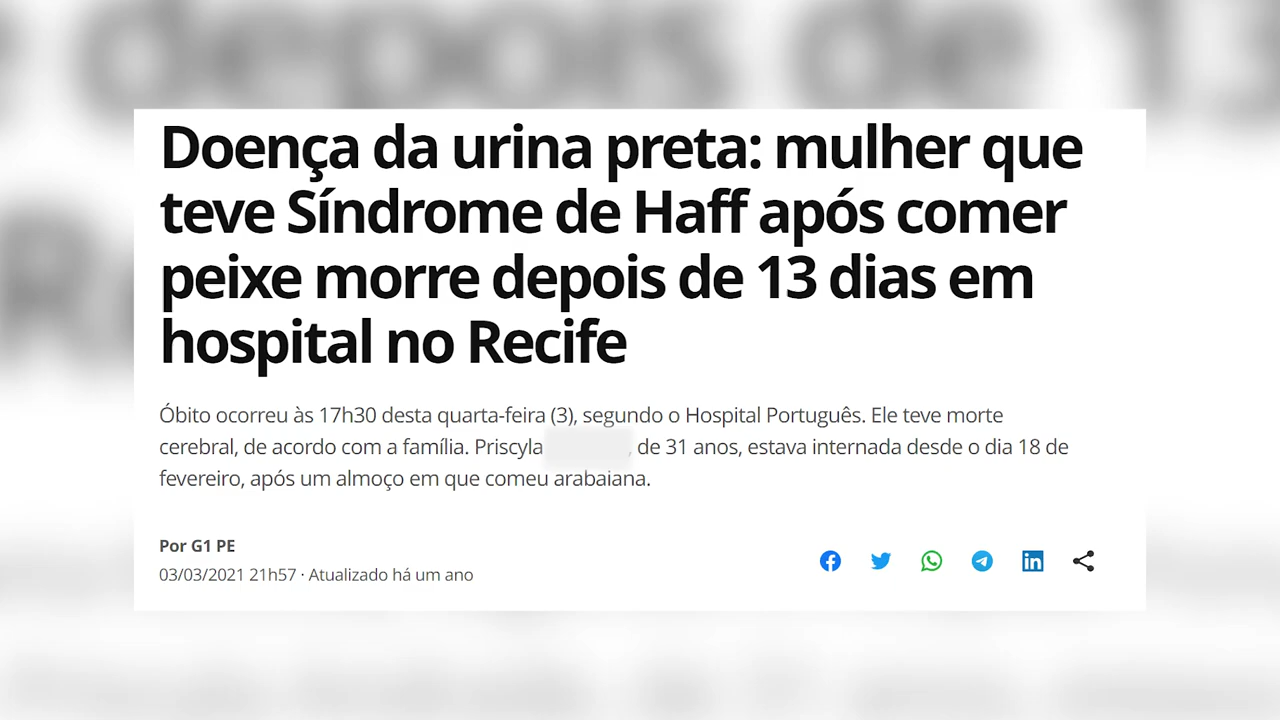 Doença da urina preta: mulher que
teve Síndrome de Haff após comer
peixe morre depois de 13 dias em
hospital no Recife
Óbito ocorreu às 17h30 desta quarta-feira (3), segundo o Hospital Português. Ele teve morte
cerebral, de acordo com a família. Priscyla , de 31 anos, estava internada desde o dia 18 de
fevereiro, após um almoço em que comeu arabaiana.
Por G1 PE
03/03/2021 21h57 · Atualizado há um ano